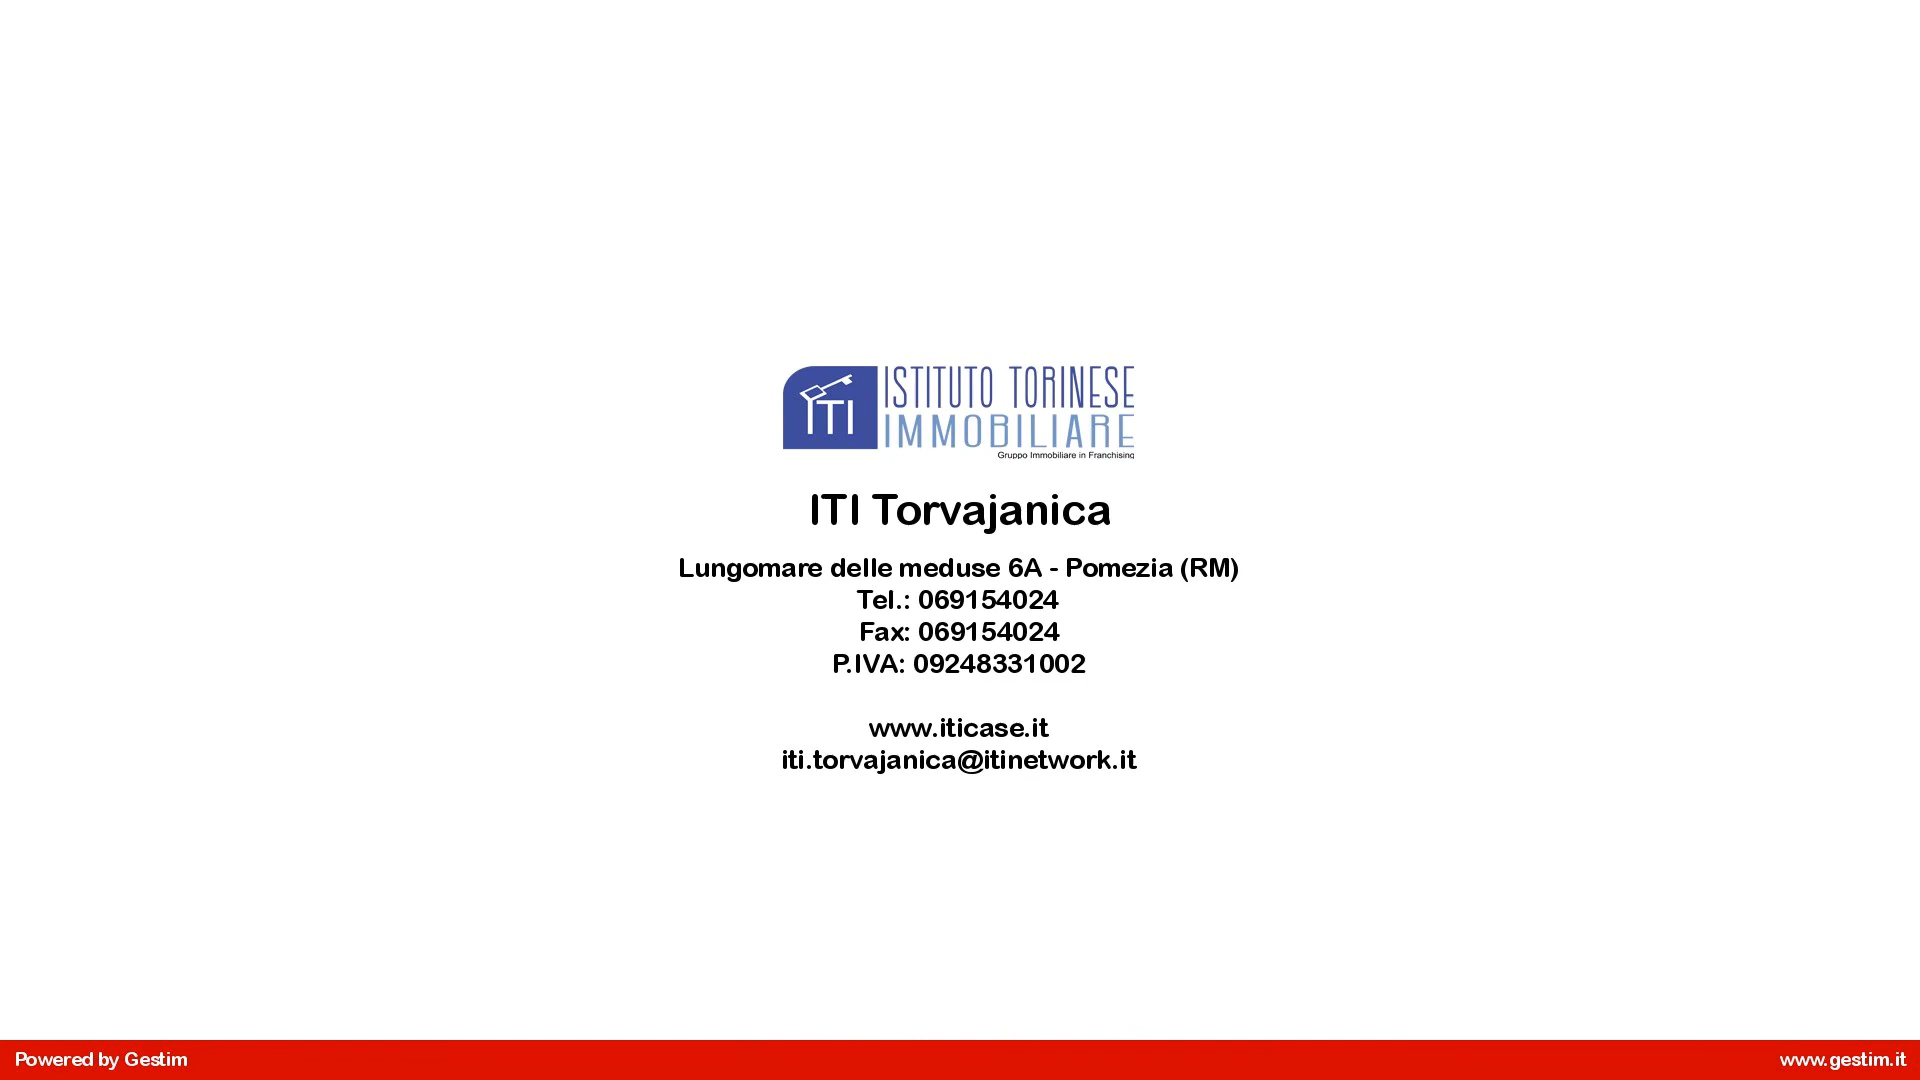 ITI
ISTITUTO TORINESE
IMMOBILIARE
Gruppo Immobiliare in Franchising
ITI Torvajanica
Lungomare delle meduse 6A - Pomezia (RM)
Tel.: 069154024
Fax: 069154024
P.IVA: 09248331002
www.iticase.it
iti.torvajanica@itinetwork.it
Powered by Gestim
www.gestim.it